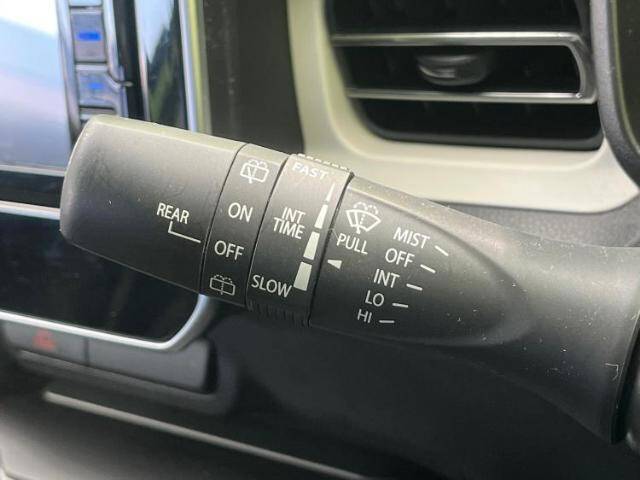 REAR
ON
OFF
FAST
INT
TIME
SLOW
PULL
MIST
OFF
INT
LO
HI